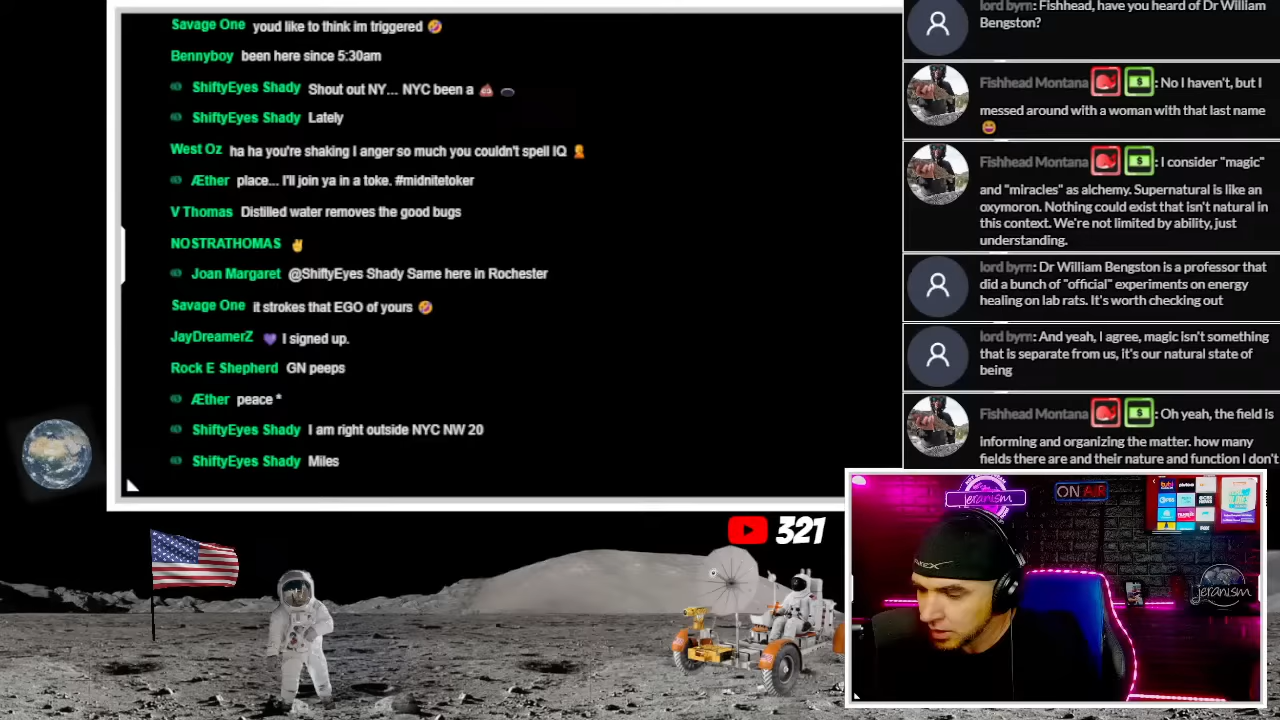 Savage One youd like to think im triggered 🤣
Bennyboy been here since 5:30am
ShiftyEyes Shady Shout out NY... NYC been a 💩 🕳️
ShiftyEyes Shady Lately
West Oz ha ha you're shaking I anger so much you couldn't spell IQ 🤦
Æther place... I'll join ya in a toke. #midnitetoker
V Thomas Distilled water removes the good bugs
NOSTRATHOMAS ✌️
Joan Margaret @ShiftyEyes Shady Same here in Rochester
Savage One it strokes that EGO of yours 🤣
JayDreamerZ 💜 I signed up.
Rock E Shepherd GN peeps
Æther peace *
ShiftyEyes Shady I am right outside NYC NW 20
ShiftyEyes Shady Miles
lord byrn: Fishhead, have you heard of Dr William
Bengston?
Fishhead Montana : No I haven't, but I
messed around with a woman with that last name
😄
Fishhead Montana : I consider "magic"
and "miracles" as alchemy. Supernatural is like an
oxymoron. Nothing could exist that isn't natural in
this context. We're not limited by ability, just
understanding.
lord byrn: Dr William Bengston is a professor that
did a bunch of "official" experiments on energy
healing on lab rats. It's worth checking out
lord byrn: And yeah, I agree, magic isn't something
that is separate from us, it's our natural state of
being
Fishhead Montana : Oh yeah, the field is
informing and organizing the matter. how many
fields there are and their nature and function I don't
321
jeranism
ON AIR
jeranism